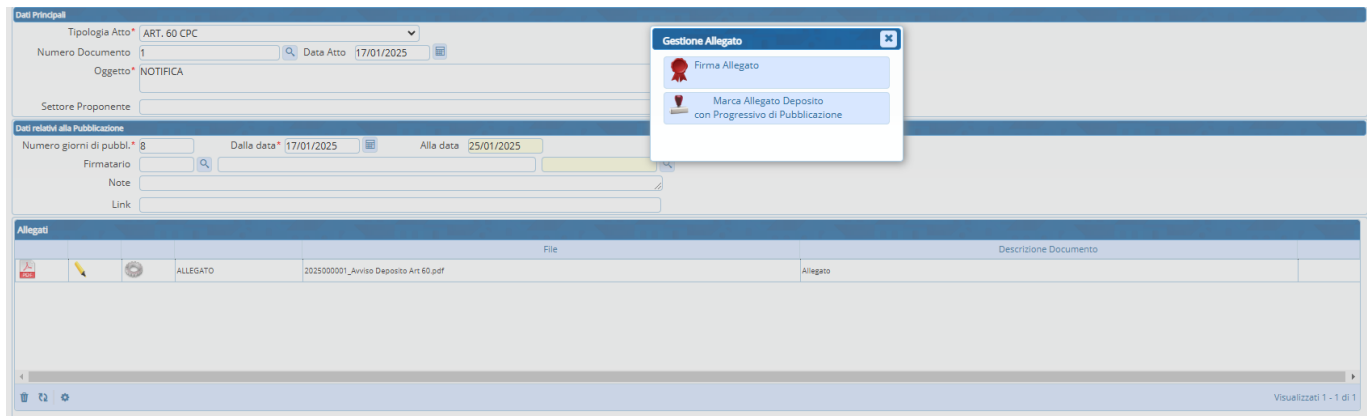 Dati Principali
Tipologia Atto* ART. 60 CPC
Numero Documento 1 Data Atto 17/01/2025
Oggetto* NOTIFICA
Settore Proponente
Gestione Allegato
Firma Allegato
Marca Allegato Deposito
con Progressivo di Pubblicazione
Dati relativi alla Pubblicazione
Numero giorni di pubbl.* 8 Dalla data* 17/01/2025 Alla data 25/01/2025
Firmatario
Note
Link
Allegati
File Descrizione Documento
PDF ALLEGATO 2025000001_Avviso Deposito Art 60.pdf Allegato
Visualizzati 1 - 1 di 1